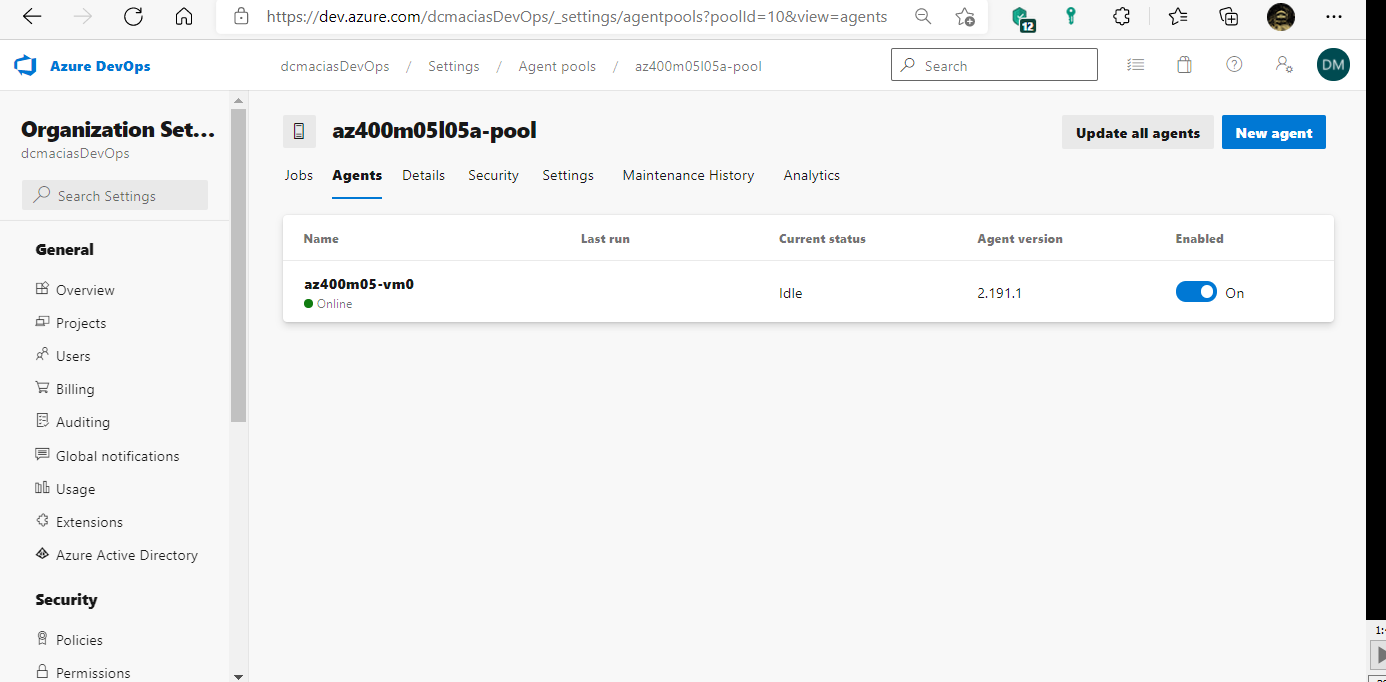 https://dev.azure.com/dcmaciasDevOps/_settings/agentpools?poolId=10&view=agents
12
Azure DevOps
dcmaciasDevOps / Settings / Agent pools / az400m05l05a-pool
Search
DM
Organization Set...
dcmaciasDevOps
Search Settings
General
Overview
Projects
Users
Billing
Auditing
Global notifications
Usage
Extensions
Azure Active Directory
Security
Policies
Permissions
az400m05l05a-pool
Update all agents
New agent
Jobs Agents Details Security Settings Maintenance History Analytics
Name Last run Current status Agent version Enabled
az400m05-vm0 Idle 2.191.1 On
Online